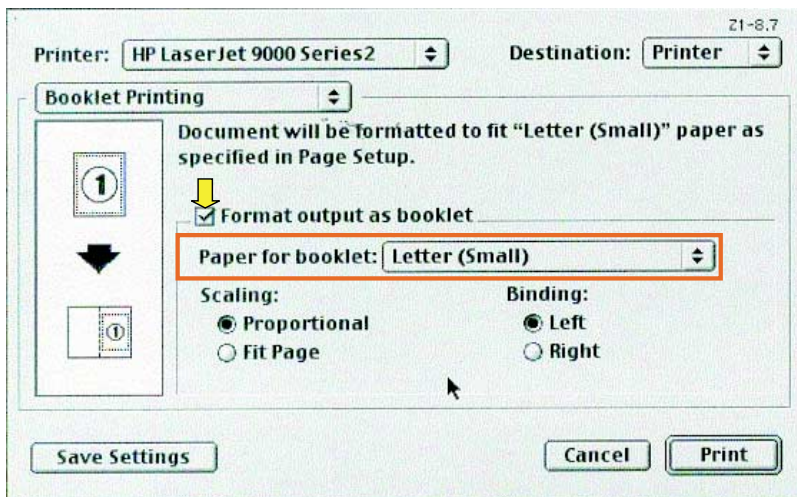 Z1-8.7
Printer: HP LaserJet 9000 Series2 Destination: Printer
Booklet Printing
Document will be formatted to fit “Letter (Small)” paper as
specified in Page Setup.
1
Format output as booklet
Paper for booklet: Letter (Small)
Scaling: Binding:
Proportional Left
1
Fit Page Right
Save Settings Cancel Print